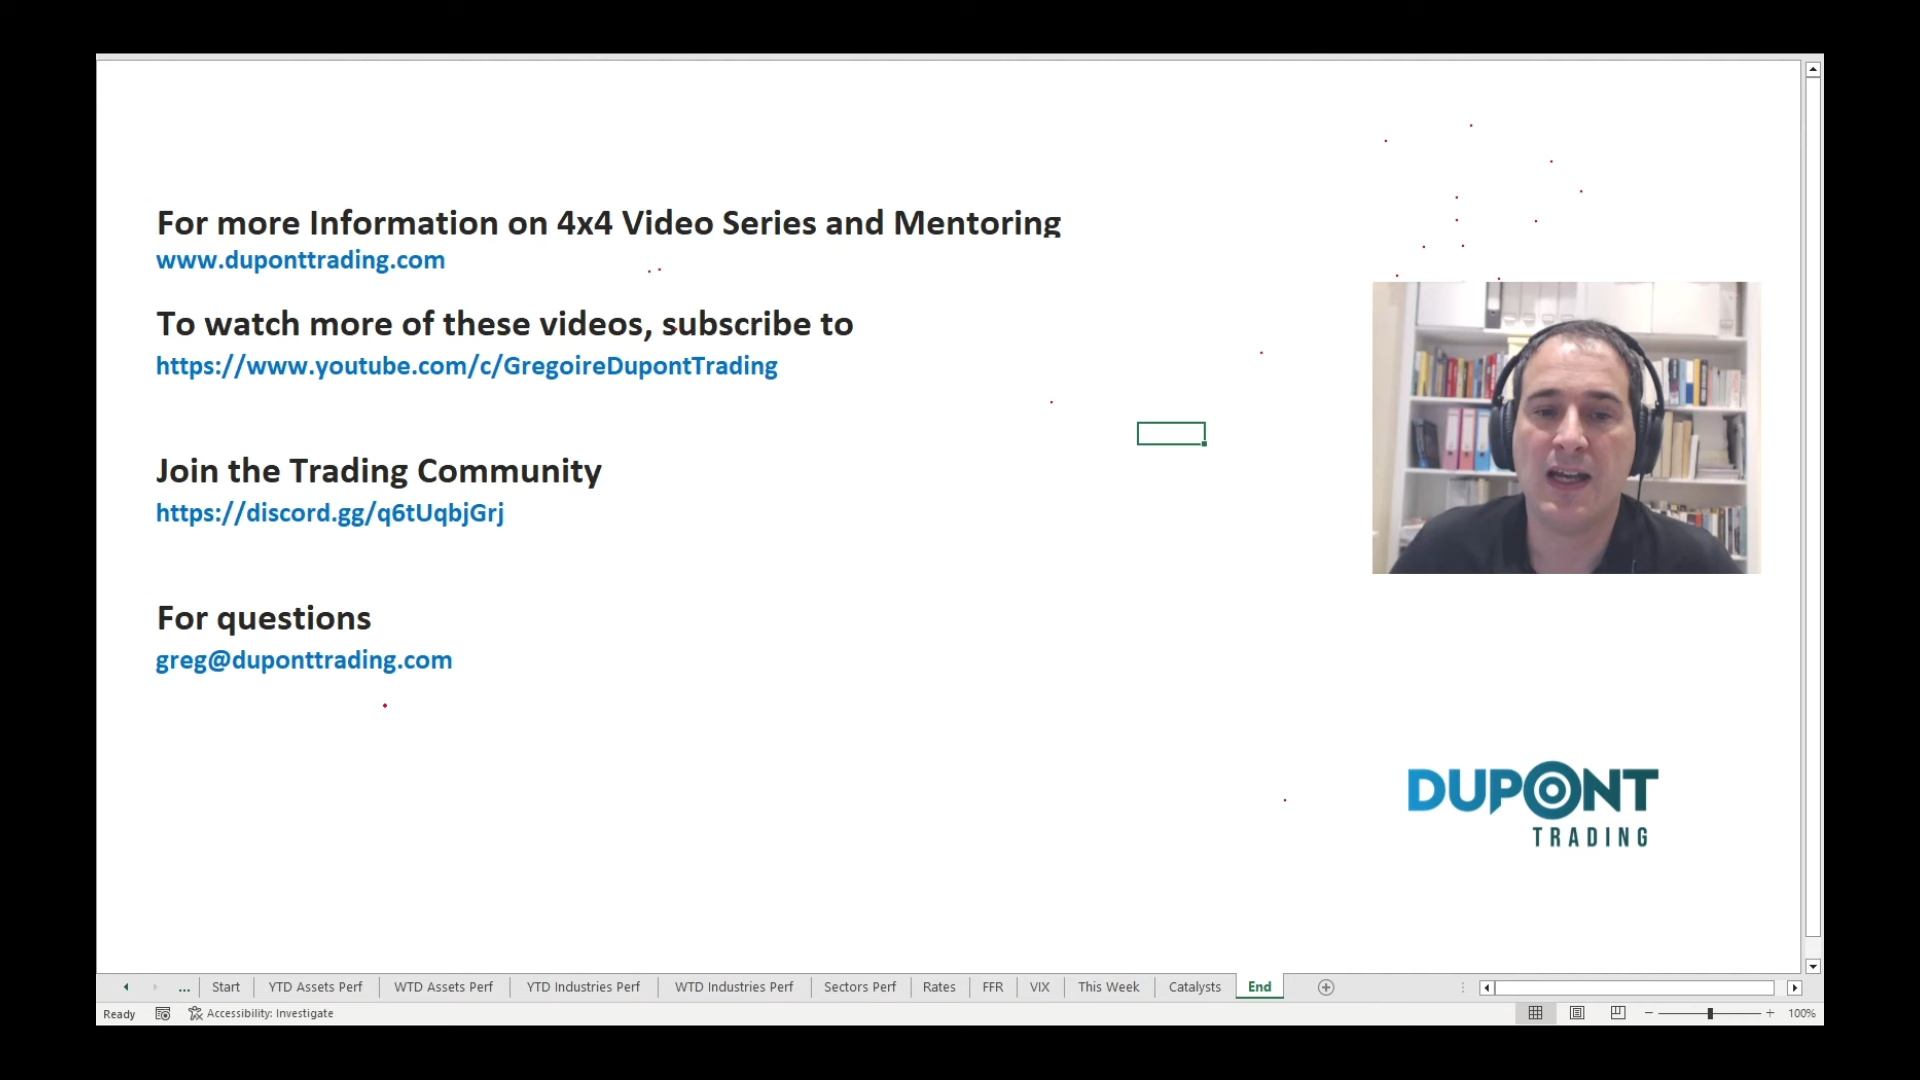 For more Information on 4x4 Video Series and Mentoring
www.duponttrading.com
To watch more of these videos, subscribe to
https://www.youtube.com/c/GregoireDupontTrading
Join the Trading Community
https://discord.gg/q6tUqbjGrj
For questions
greg@duponttrading.com
DUPONT
TRADING
... Start YTD Assets Perf WTD Assets Perf YTD Industries Perf WTD Industries Perf Sectors Perf Rates FFR VIX This Week Catalysts End
Ready Accessibility: Investigate 100%